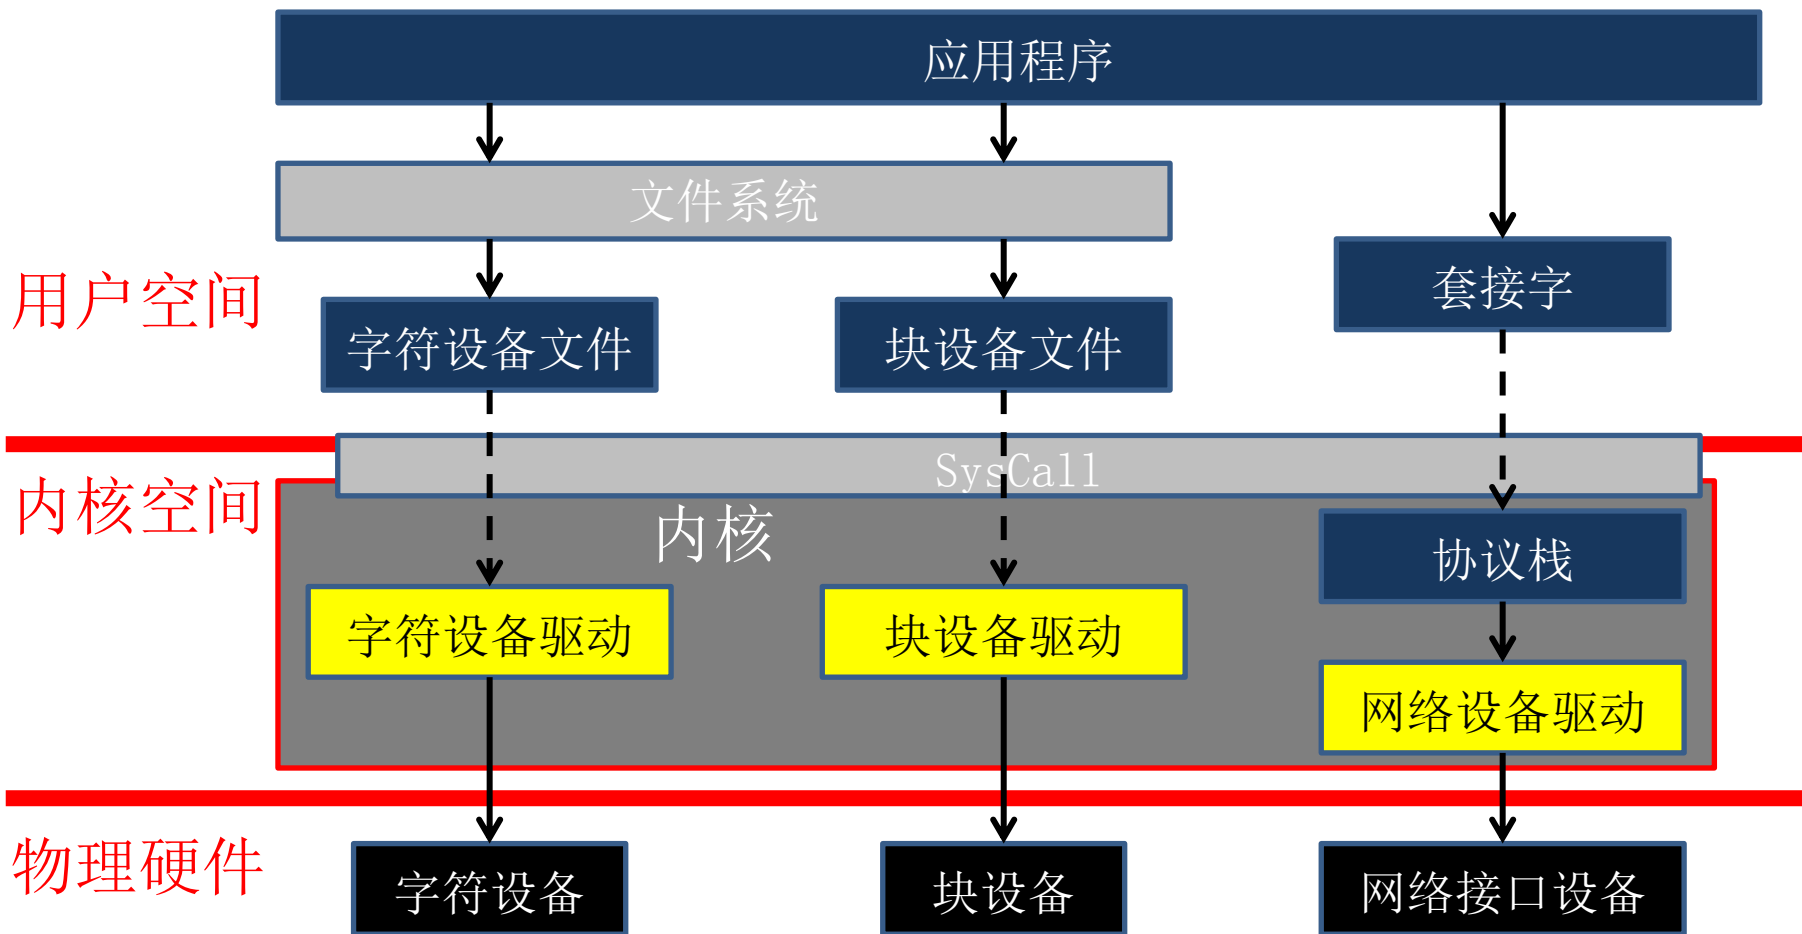 应用程序
文件系统
用户空间
套接字
字符设备文件
块设备文件
SysCall
内核空间
内核
协议栈
字符设备驱动
块设备驱动
网络设备驱动
物理硬件
字符设备
块设备
网络接口设备